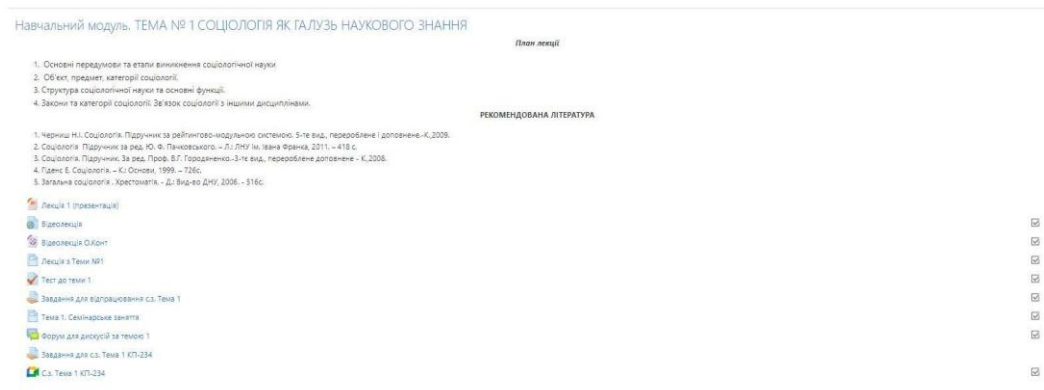 Навчальний модуль. ТЕМА № 1 СОЦІОЛОГІЯ ЯК ГАЛУЗЬ НАУКОВОГО ЗНАННЯ
План лекції
1. Основні передумови та етапи виникнення соціологічної науки
2. Об'єкт, предмет, категорії соціології.
3. Структура соціологічної науки та основні функції.
4. Закони та категорії соціології. Зв'язок соціології з іншими дисциплінами.
РЕКОМЕНДОВАНА ЛІТЕРАТУРА
1. Черниш Н.І. Соціологія. Підручник за рейтингово-модульною системою. 5-те вид., перероблене і доповнене.-К.,2009.
2. Соціологія Підручник за ред. Ю. Ф. Пачковського. – Л.: ЛНУ ім. Івана Франка, 2011. – 418 с.
3. Соціологія. Підручник. За ред. Проф. В.Г. Городяненко.-3-тє вид., перероблене доповнене - К.,2008.
4. Гіденс Е. Соціологія. – К.: Основи, 1999. – 726с.
5. Загальна соціологія . Хрестоматія. - Д.: Вид-во ДНУ, 2006. - 516с.
Лекція 1 (презентація)
Відеолекція
Відеолекція О.Конт
Лекція з Теми №1
Тест до теми 1
Завдання для відпрацювання с.з. Тема 1
Тема 1. Семінарське заняття
Форум для дискусій за темою 1
Завдання для с.з. Тема 1 КП-234
С.з. Тема 1 КП-234